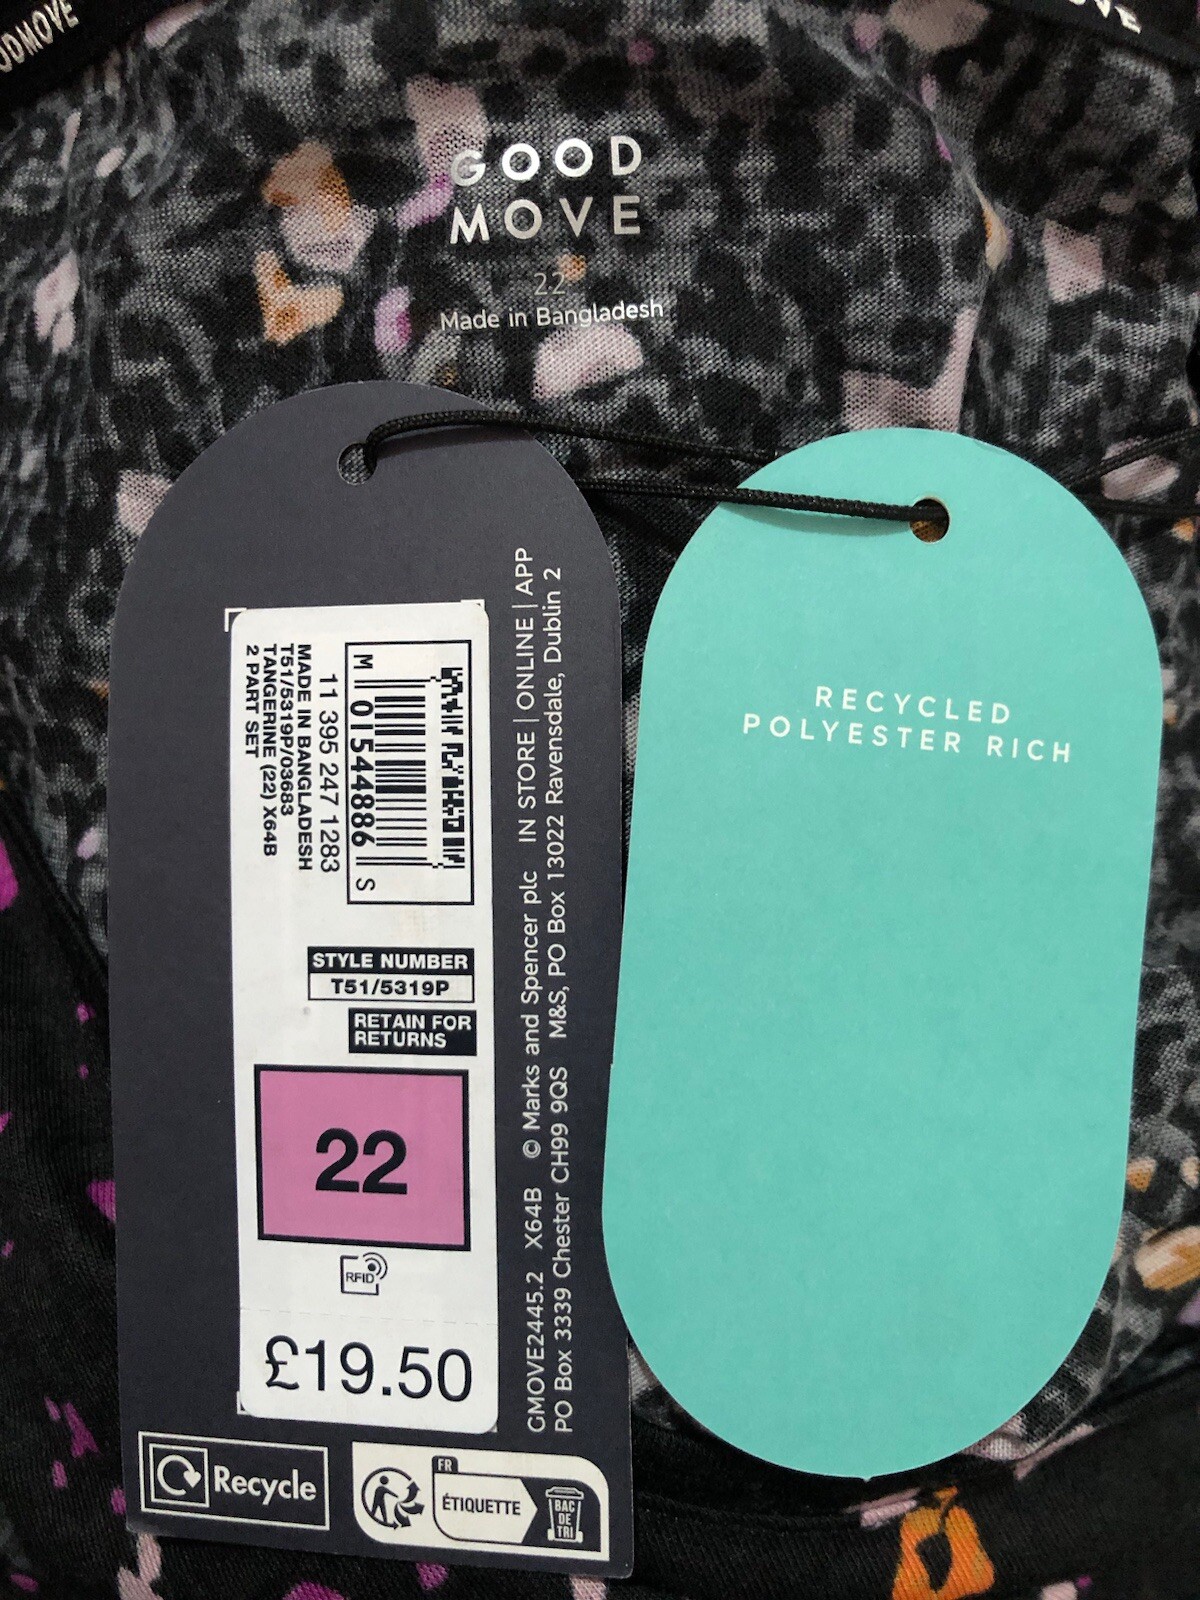 GOODMOVE
GOOD
MOVE
22
Made in Bangladesh
M 01544886 S
11 395 247 1283
MADE IN BANGLADESH
T51/5319P/03683
TANGERINE (22) X64B
2 PART SET
STYLE NUMBER
T51/5319P
RETAIN FOR
RETURNS
22
RFID
£19.50
GMOVE2445.2 X64B © Marks and Spencer plc IN STORE | ONLINE | APP
PO Box 3339 Chester CH99 9QS M&S, PO Box 13022 Ravensdale, Dublin 2
Recycle
FR
ÉTIQUETTE
BAC
DE
TRI
RECYCLED
POLYESTER RICH